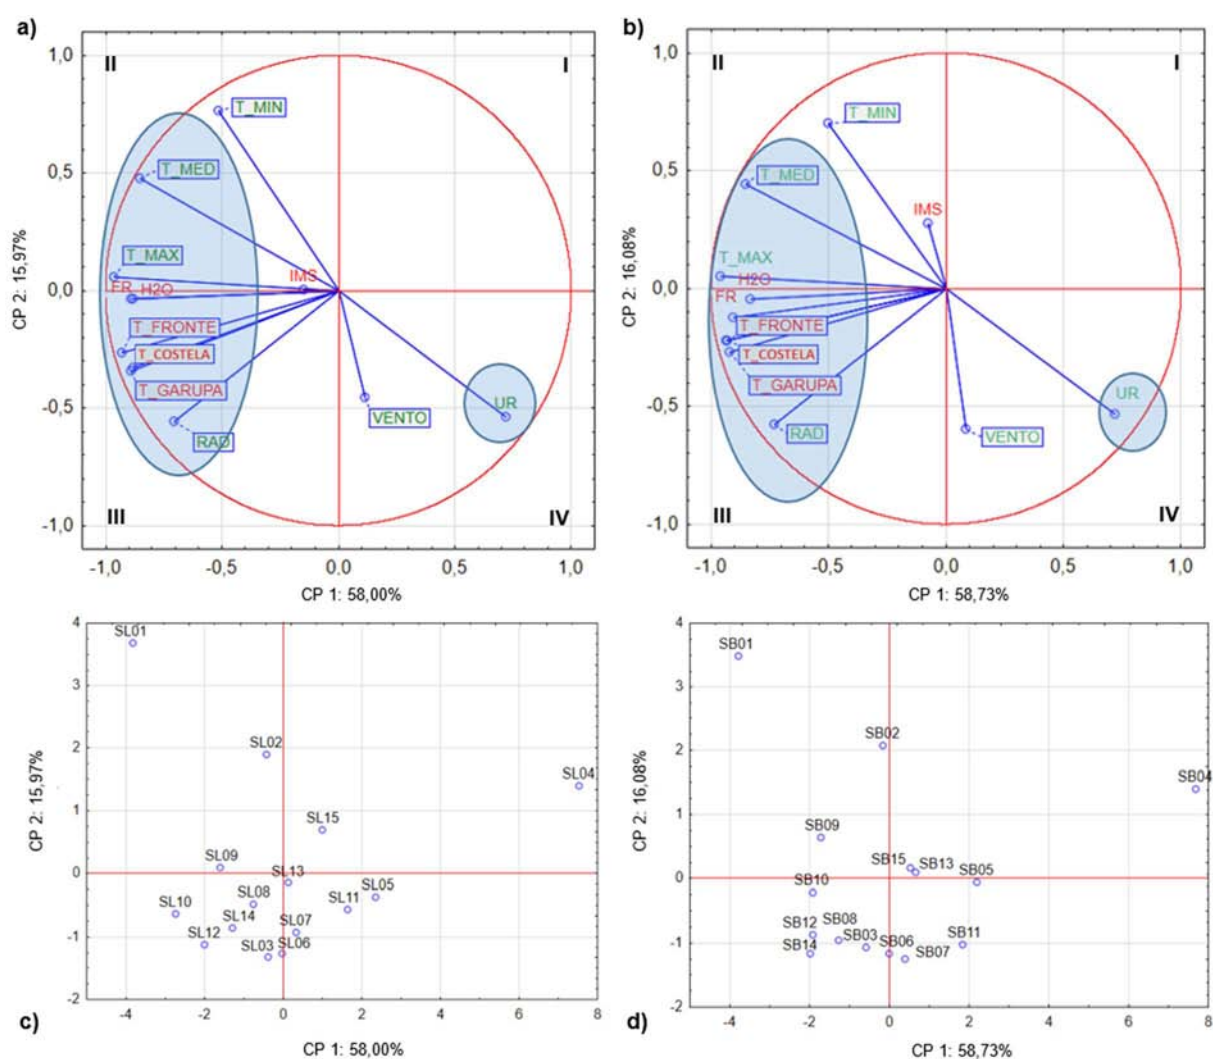 a)
II
I
1,0
T_MIN
0,5
T_MED
T_MAX
FR
H2O
IMS
0,0
T_FRONTE
T_COSTELA
T_GARUPA
-0,5
UR
VENTO
RAD
III
IV
-1,0
CP 2: 15,97%
-1,0
-0,5
0,0
0,5
1,0
CP 1: 58,00%
b)
II
I
1,0
T_MIN
0,5
T_MED
IMS
T_MAX
H2O
FR
0,0
T_FRONTE
T_COSTELA
T_GARUPA
UR
-0,5
RAD
VENTO
III
IV
-1,0
CP 2: 16,08%
-1,0
-0,5
0,0
0,5
1,0
CP 1: 58,73%
4
SL01
3
2
SL02
SL04
1
SL15
SL09
0
SL13
SL10
SL08
SL11
SL05
SL14
SL07
-1
SL12
SL03
SL06
-2
CP 2: 15,97%
c)
-4
-2
0
2
4
6
8
CP 1: 58,00%
4
SB01
3
2
SB02
SB04
1
SB09
SB15
SB13
SB05
0
SB10
SB12
SB08
SB03
SB06
SB11
-1
SB14
SB07
-2
CP 2: 16,08%
d)
-4
-2
0
2
4
6
8
CP 1: 58,73%